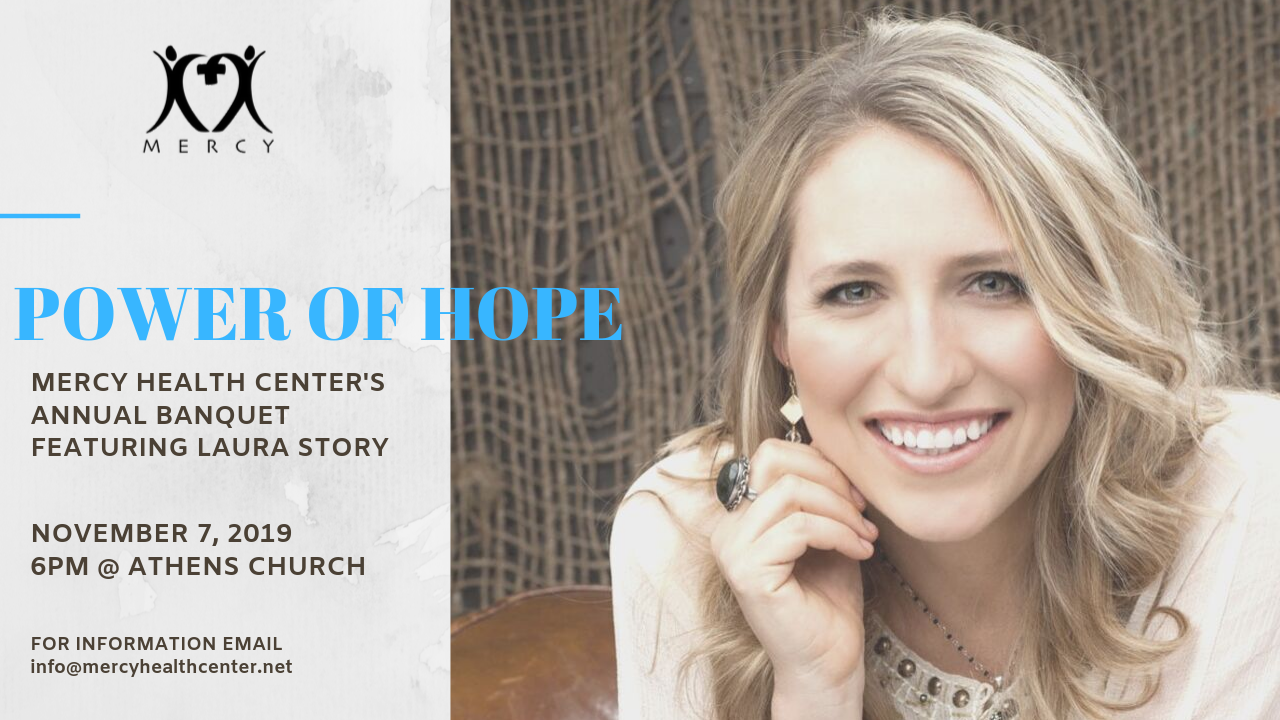 MERCY
POWER OF HOPE
MERCY HEALTH CENTER'S
ANNUAL BANQUET
FEATURING LAURA STORY
NOVEMBER 7, 2019
6PM @ ATHENS CHURCH
FOR INFORMATION EMAIL
info@mercyhealthcenter.net